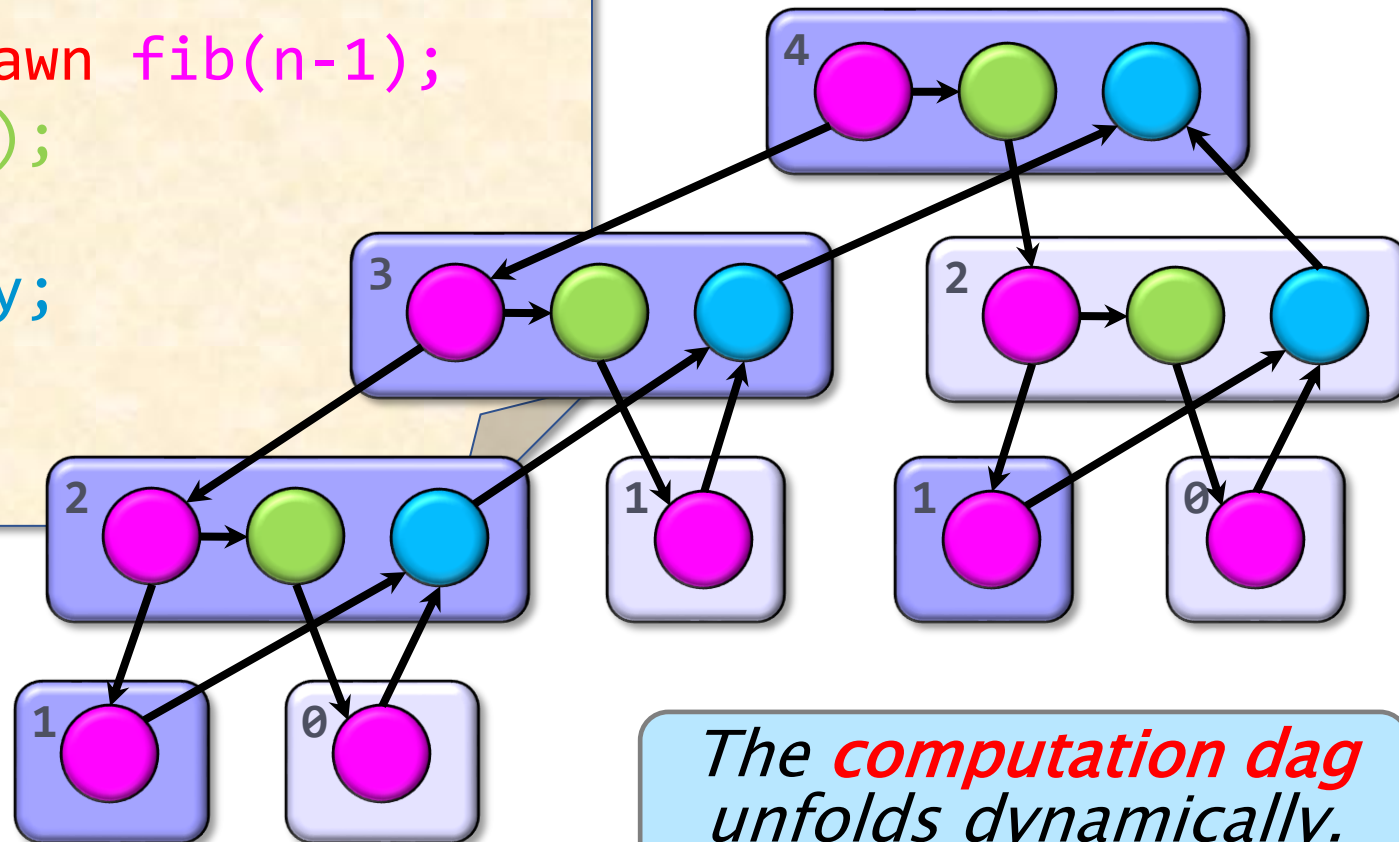 awn fib(n-1);
);
y;
4
3
2
2
1
1
0
1
0
The computation dag
unfolds dynamically.